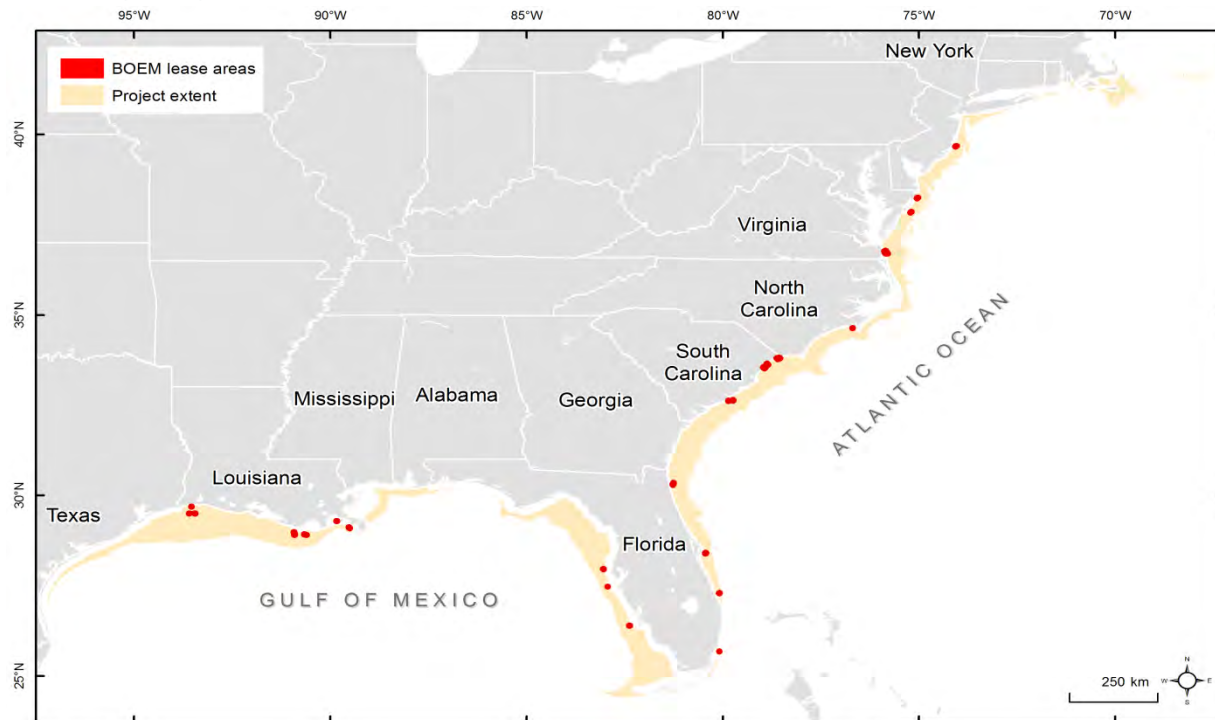 95°W
90°W
85°W
80°W
75°W
70°W
New York
BOEM lease areas
Project extent
40°N
Virginia
North
Carolina
35°N
South
Carolina
Mississippi
Alabama
Georgia
ATLANTIC OCEAN
Louisiana
30°N
Texas
Florida
GULF OF MEXICO
25°N
250 km
N
W
E
S